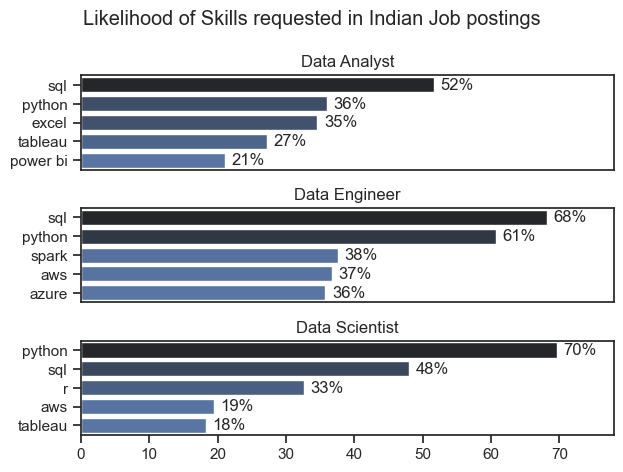 Likelihood of Skills requested in Indian Job postings
Data Analyst
sql 52%
python 36%
excel 35%
tableau 27%
power bi 21%
Data Engineer
sql 68%
python 61%
spark 38%
aws 37%
azure 36%
Data Scientist
python 70%
sql 48%
r 33%
aws 19%
tableau 18%
0 10 20 30 40 50 60 70